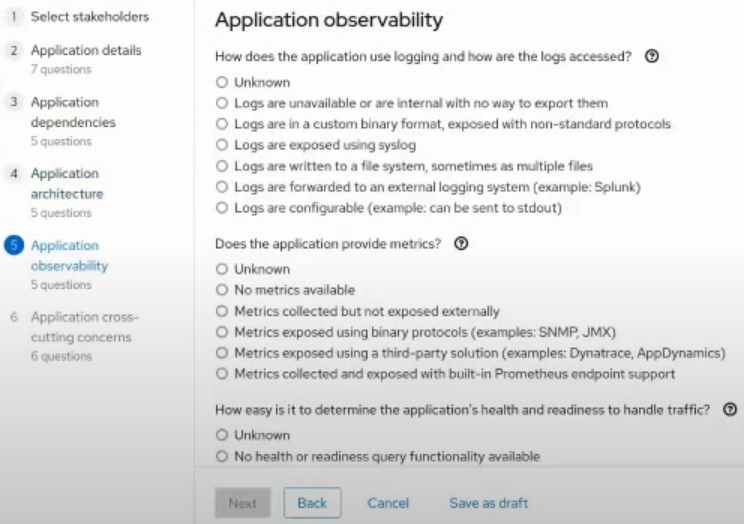 1 Select stakeholders
2 Application details
7 questions
3 Application
dependencies
5 questions
4 Application
architecture
5 questions
5 Application
observability
5 questions
6 Application cross-
cutting concerns
6 questions
Application observability
How does the application use logging and how are the logs accessed?
Unknown
Logs are unavailable or are internal with no way to export them
Logs are in a custom binary format, exposed with non-standard protocols
Logs are exposed using syslog
Logs are written to a file system, sometimes as multiple files
Logs are forwarded to an external logging system (example: Splunk)
Logs are configurable (example: can be sent to stdout)
Does the application provide metrics?
Unknown
No metrics available
Metrics collected but not exposed externally
Metrics exposed using binary protocols (examples: SNMP, JMX)
Metrics exposed using a third-party solution (examples: Dynatrace, AppDynamics)
Metrics collected and exposed with built-in Prometheus endpoint support
How easy is it to determine the application's health and readiness to handle traffic?
Unknown
No health or readiness query functionality available
Next Back Cancel Save as draft